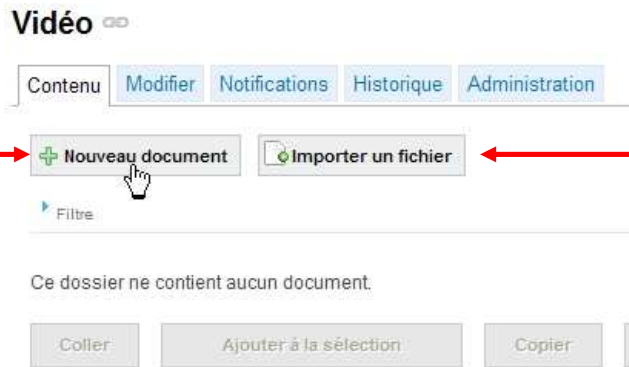 Vidéo
Contenu Modifier Notifications Historique Administration
Nouveau document Importer un fichier
Filtre
Ce dossier ne contient aucun document.
Coller Ajouter à la sélection Copier